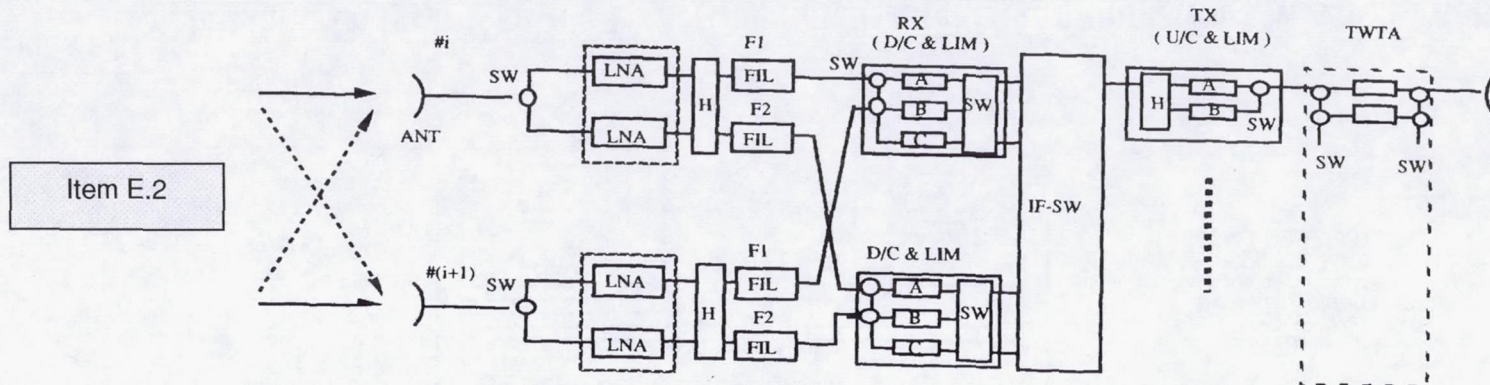 RX
( D/C & LIM )
TX
( U/C & LIM )
TWTA
#i
F1
SW
SW
LNA
FIL
A
SW
H
A
B
SW
B
C
H
F2
LNA
FIL
ANT
SW
SW
Item E.2
IF-SW
#(i+1)
SW
F1
D/C & LIM
LNA
FIL
A
H
F2
B
SW
LNA
FIL
C